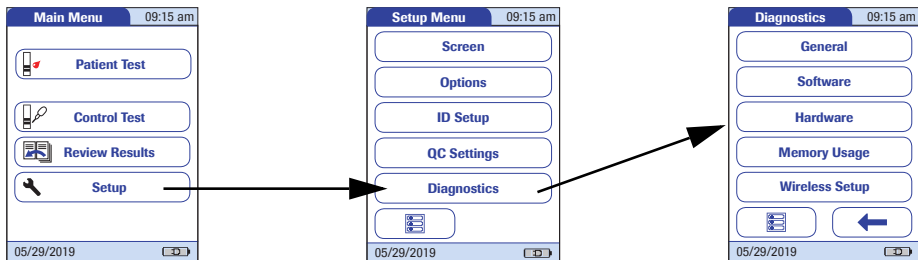 Main Menu 09:15 am
Patient Test
Control Test
Review Results
Setup
05/29/2019
Setup Menu 09:15 am
Screen
Options
ID Setup
QC Settings
Diagnostics
05/29/2019
Diagnostics 09:15 am
General
Software
Hardware
Memory Usage
Wireless Setup
05/29/2019